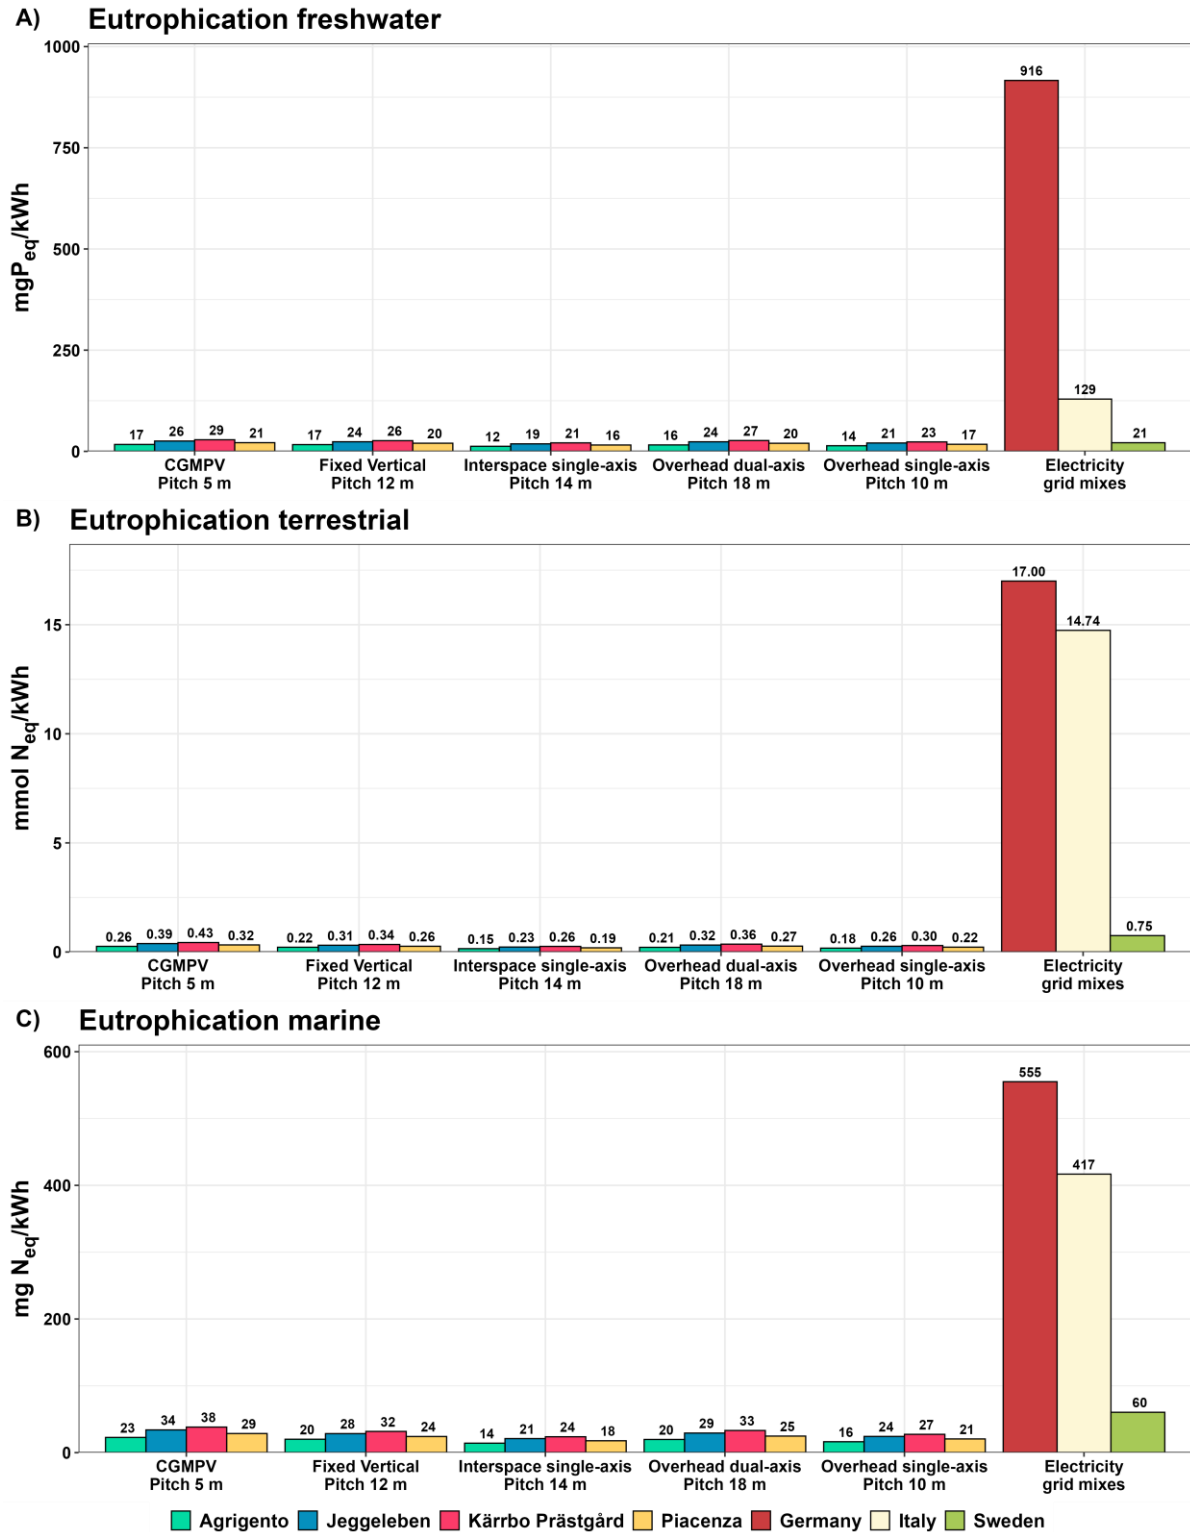 A) Eutrophication freshwater
mgPeq/kWh
1000
750
500
250
0
17 26 29 21
17 24 26 20
12 19 21 16
16 24 27 20
14 21 23 17
916 129 21
CGMPV
Pitch 5 m
Fixed Vertical
Pitch 12 m
Interspace single-axis
Pitch 14 m
Overhead dual-axis
Pitch 18 m
Overhead single-axis
Pitch 10 m
Electricity
grid mixes
B) Eutrophication terrestrial
mmol Neq/kWh
15
10
5
0
0.26 0.39 0.43 0.32
0.22 0.31 0.34 0.26
0.15 0.23 0.26 0.19
0.21 0.32 0.36 0.27
0.18 0.26 0.30 0.22
17.00 14.74 0.75
CGMPV
Pitch 5 m
Fixed Vertical
Pitch 12 m
Interspace single-axis
Pitch 14 m
Overhead dual-axis
Pitch 18 m
Overhead single-axis
Pitch 10 m
Electricity
grid mixes
C) Eutrophication marine
mg Neq/kWh
600
400
200
0
23 34 38 29
20 28 32 24
14 21 24 18
20 29 33 25
16 24 27 21
555 417 60
CGMPV
Pitch 5 m
Fixed Vertical
Pitch 12 m
Interspace single-axis
Pitch 14 m
Overhead dual-axis
Pitch 18 m
Overhead single-axis
Pitch 10 m
Electricity
grid mixes
Agrigento Jeggeleben Kärrbo Prästgård Piacenza Germany Italy Sweden